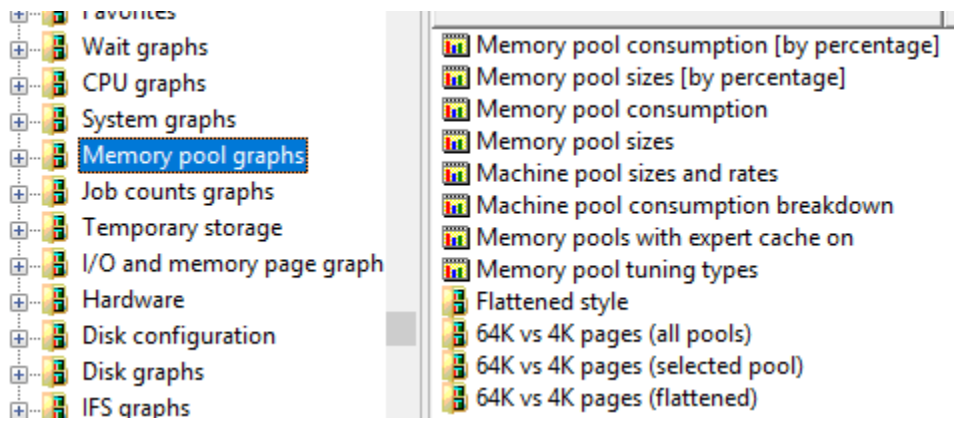 Favorites
Wait graphs
CPU graphs
System graphs
Memory pool graphs
Job counts graphs
Temporary storage
I/O and memory page graph
Hardware
Disk configuration
Disk graphs
IFS graphs
Memory pool consumption [by percentage]
Memory pool sizes [by percentage]
Memory pool consumption
Memory pool sizes
Machine pool sizes and rates
Machine pool consumption breakdown
Memory pools with expert cache on
Memory pool tuning types
Flattened style
64K vs 4K pages (all pools)
64K vs 4K pages (selected pool)
64K vs 4K pages (flattened)